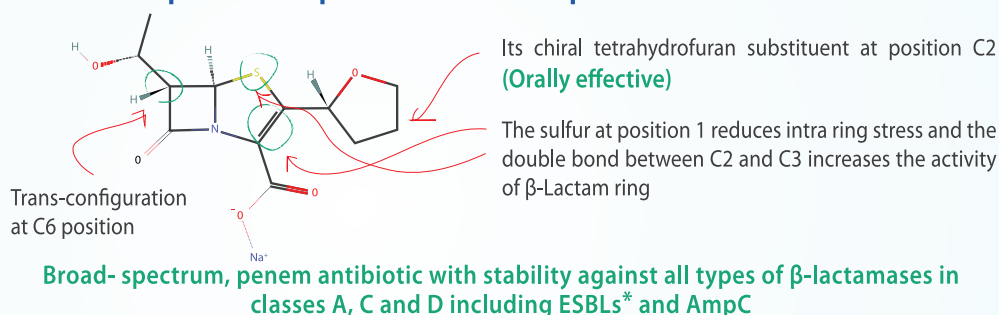 H
O
H
H
S
H
O
N
O
O
⁻O
Na⁺
Its chiral tetrahydrofuran substituent at position C2
(Orally effective)
The sulfur at position 1 reduces intra ring stress and the
double bond between C2 and C3 increases the activity
of β-Lactam ring
Trans-configuration
at C6 position
Broad- spectrum, penem antibiotic with stability against all types of β-lactamases in
classes A, C and D including ESBLs* and AmpC